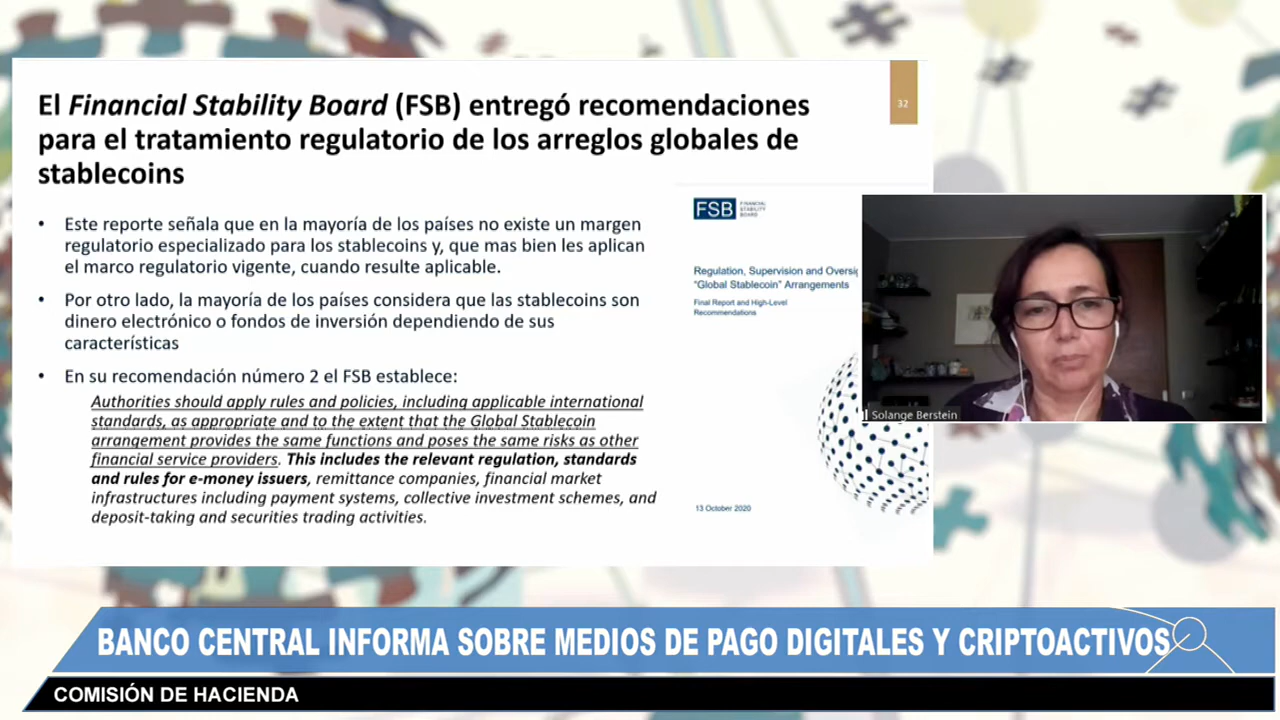 El Financial Stability Board (FSB) entregó recomendaciones
para el tratamiento regulatorio de los arreglos globales de
stablecoins
32
• Este reporte señala que en la mayoría de los países no existe un margen
regulatorio especializado para los stablecoins y, que mas bien les aplican
el marco regulatorio vigente, cuando resulte aplicable.
• Por otro lado, la mayoría de los países considera que las stablecoins son
dinero electrónico o fondos de inversión dependiendo de sus
características
• En su recomendación número 2 el FSB establece:
Authorities should apply rules and policies, including applicable international
standards, as appropriate and to the extent that the Global Stablecoin
arrangement provides the same functions and poses the same risks as other
financial service providers. This includes the relevant regulation, standards
and rules for e-money issuers, remittance companies, financial market
infrastructures including payment systems, collective investment schemes, and
deposit-taking and securities trading activities.
FSB
FINANCIAL
STABILITY
BOARD
Regulation, Supervision and Oversig
“Global Stablecoin” Arrangements
Final Report and High-Level
Recommendations
13 October 2020
Solange Berstein
BANCO CENTRAL INFORMA SOBRE MEDIOS DE PAGO DIGITALES Y CRIPTOACTIVOS
COMISIÓN DE HACIENDA